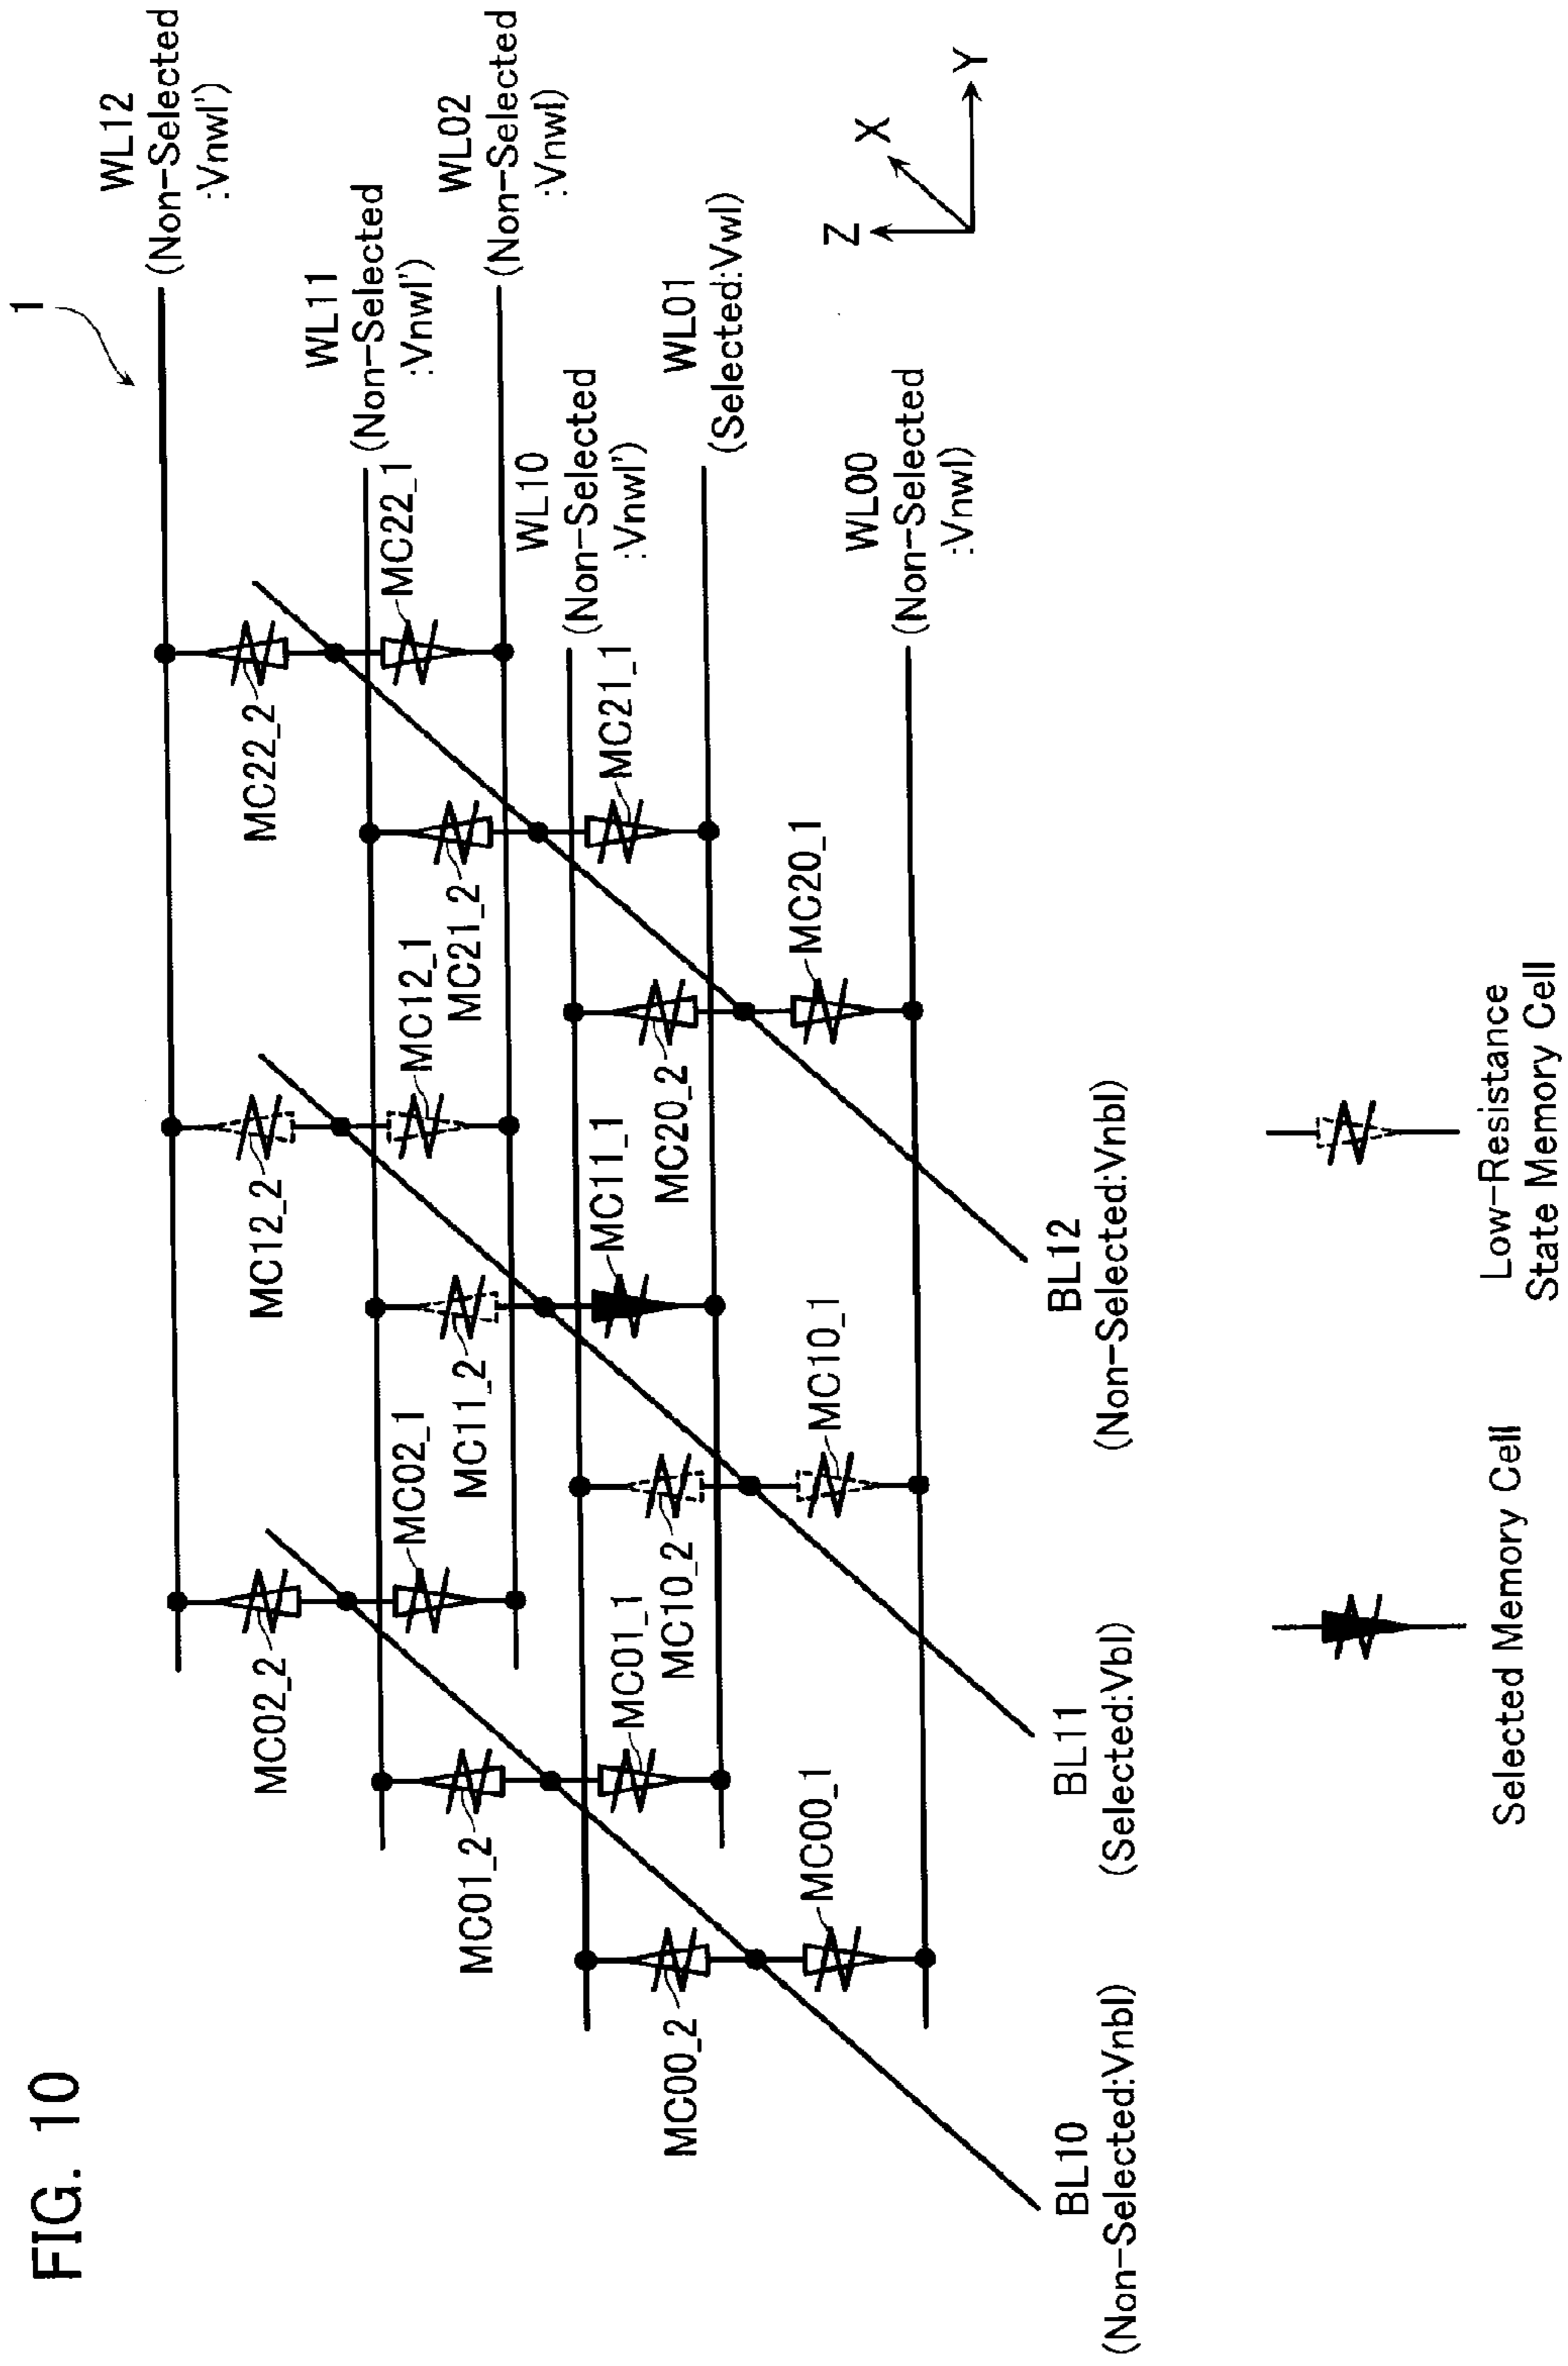 FIG. 10
1
WL12
(Non-Selected
:Vnwl')
WL11
(Non-Selected
:Vnwl')
WL02
(Non-Selected
:Vnwl)
WL10
(Non-Selected
:Vnwl')
WL01
(Selected:Vwl)
WL00
(Non-Selected
:Vnwl)
MC02_2
MC12_2
MC22_2
MC02_1
MC12_1
MC22_1
MC01_2
MC11_2
MC21_2
MC01_1
MC11_1
MC21_1
MC00_2
MC10_2
MC20_2
MC00_1
MC10_1
MC20_1
BL10
(Non-Selected:Vnbl)
BL11
(Selected:Vbl)
BL12
(Non-Selected:Vnbl)
Z
X
Y
Selected Memory Cell
Low-Resistance
State Memory Cell